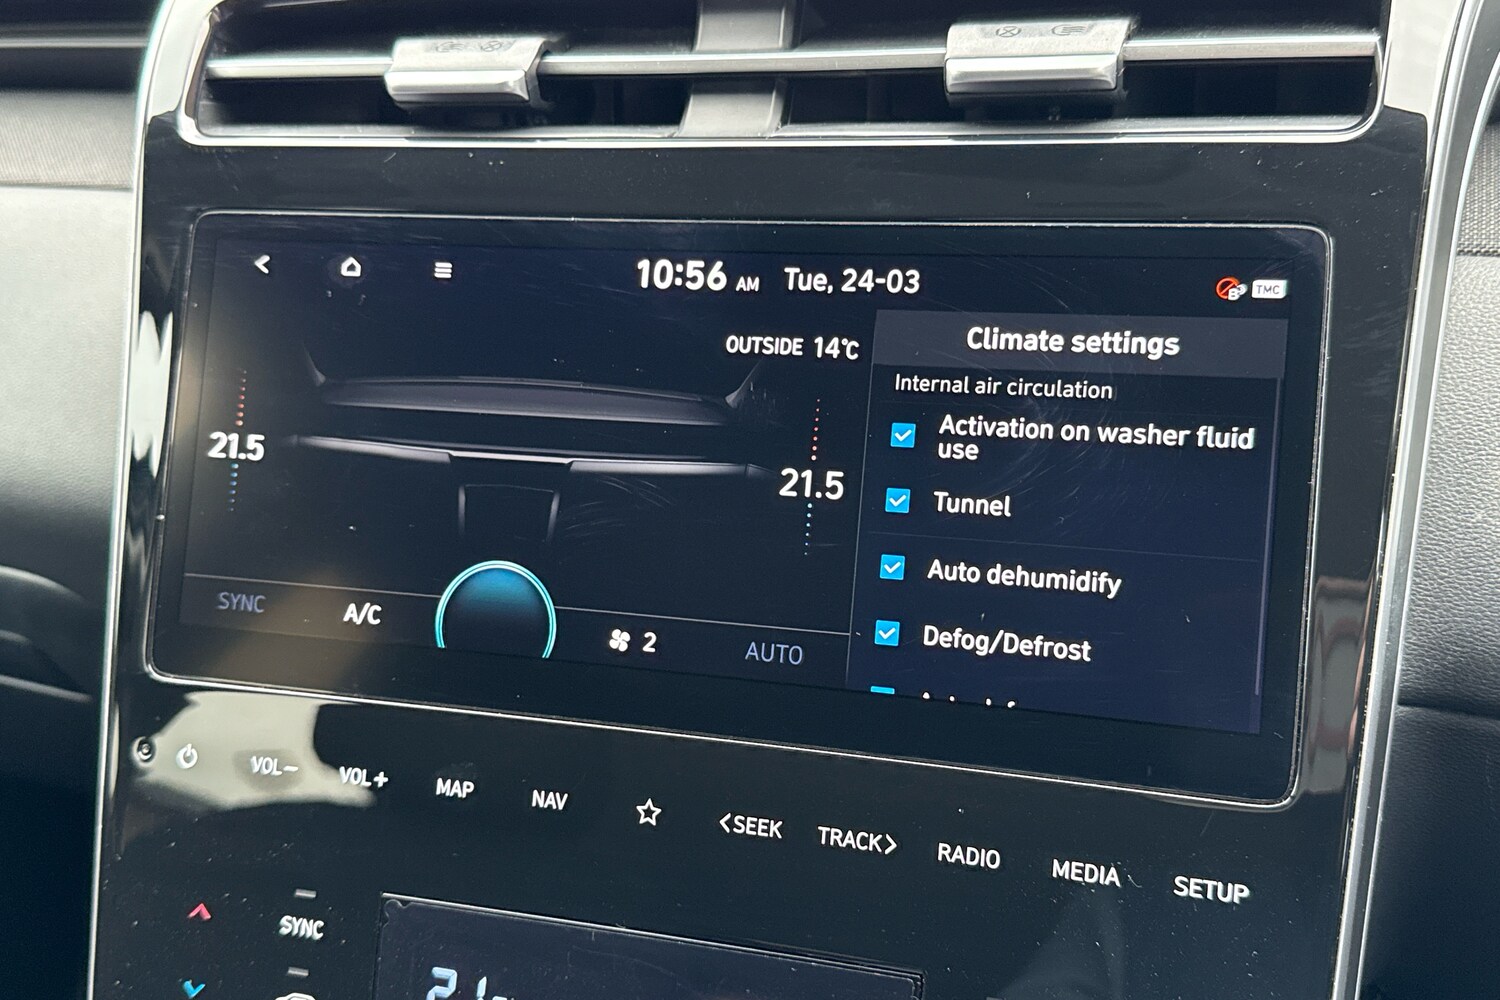 10:56 AM Tue, 24-03
TMC
OUTSIDE 14°C
21.5
21.5
SYNC
A/C
2
AUTO
Climate settings
Internal air circulation
Activation on washer fluid
use
Tunnel
Auto dehumidify
Defog/Defrost
VOL−
VOL+
MAP
NAV
<SEEK
TRACK>
RADIO
MEDIA
SETUP
SYNC